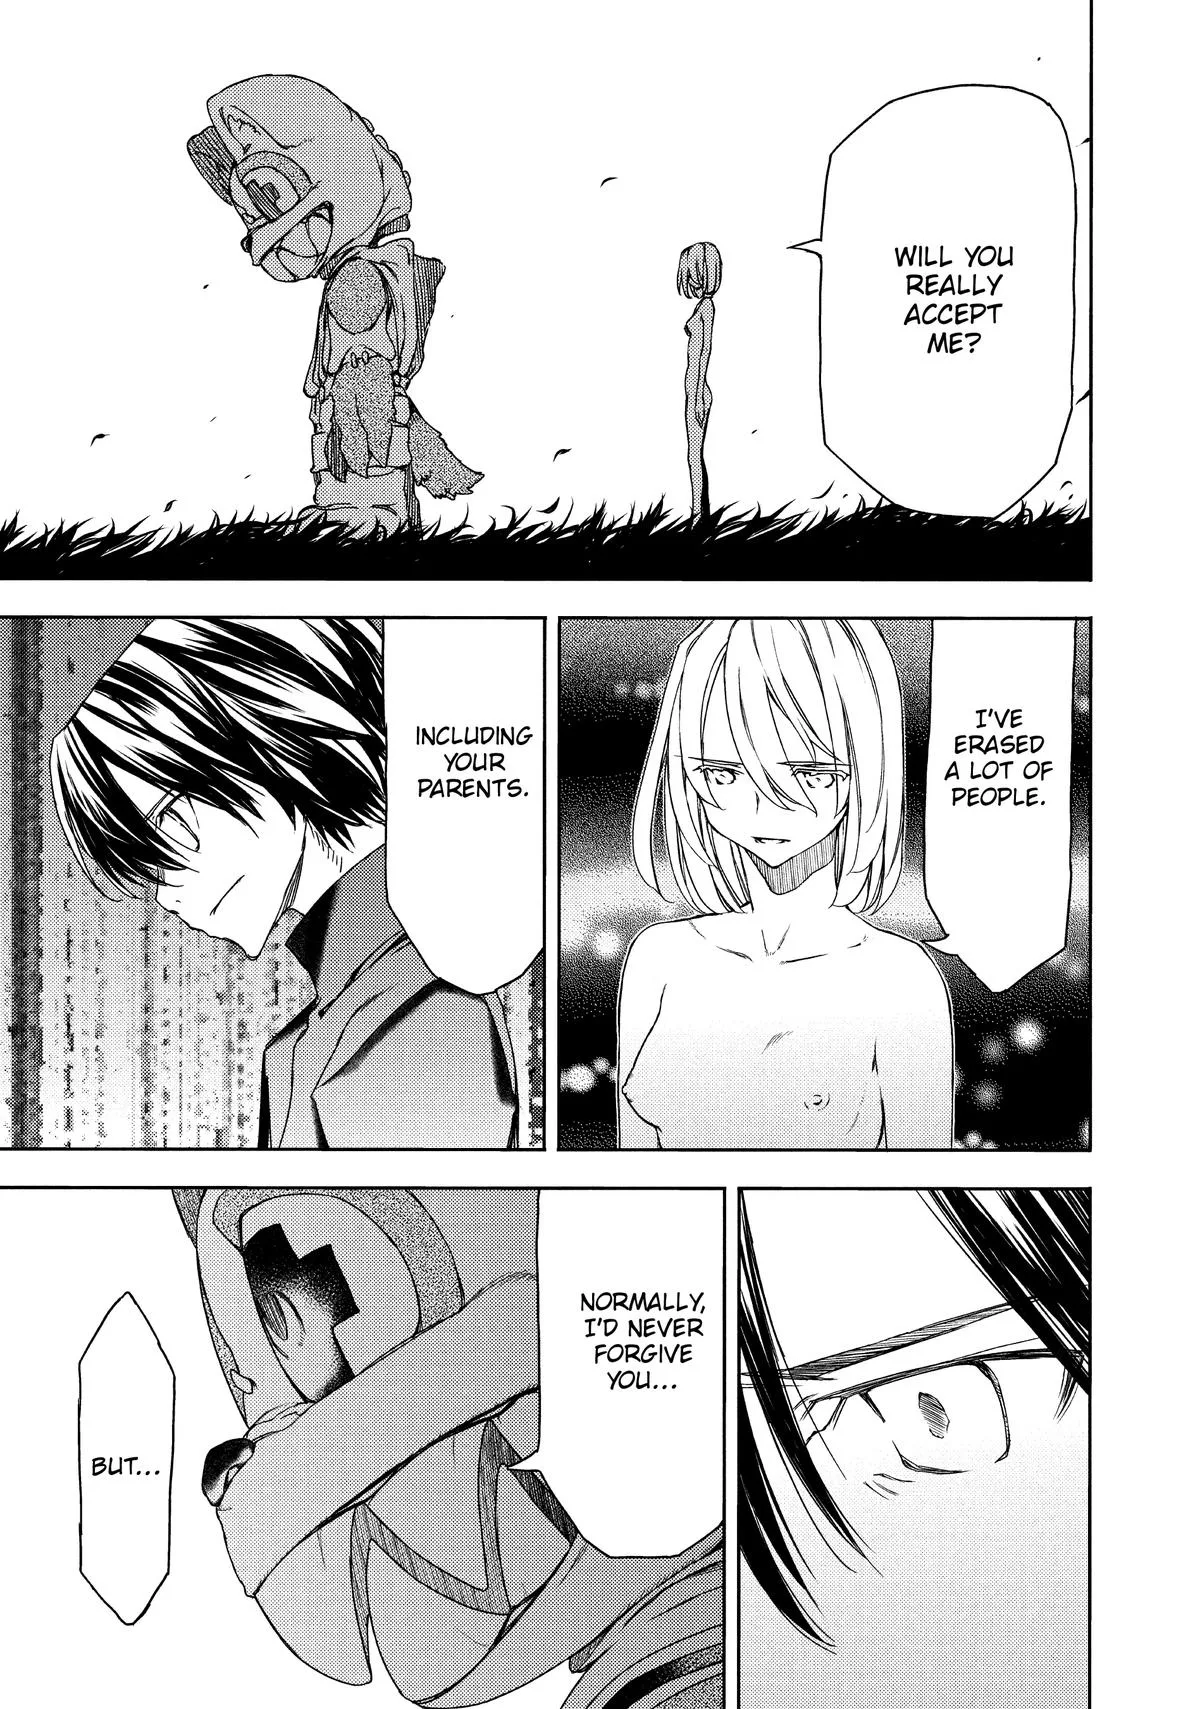 WILL YOU
REALLY
ACCEPT
ME?
I'VE
ERASED
A LOT OF
PEOPLE.
INCLUDING
YOUR
PARENTS.
NORMALLY,
I'D NEVER
FORGIVE
YOU...
BUT...